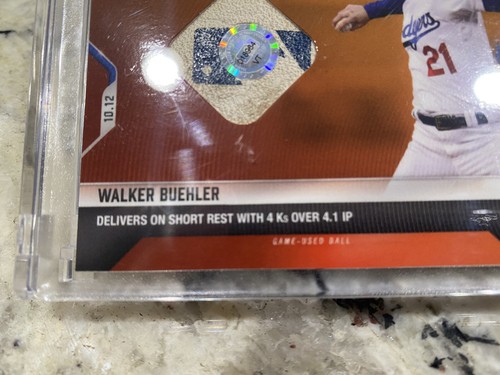 Dodgers
21
10.12
WALKER BUEHLER
DELIVERS ON SHORT REST WITH 4 Ks OVER 4.1 IP
GAME-USED BALL